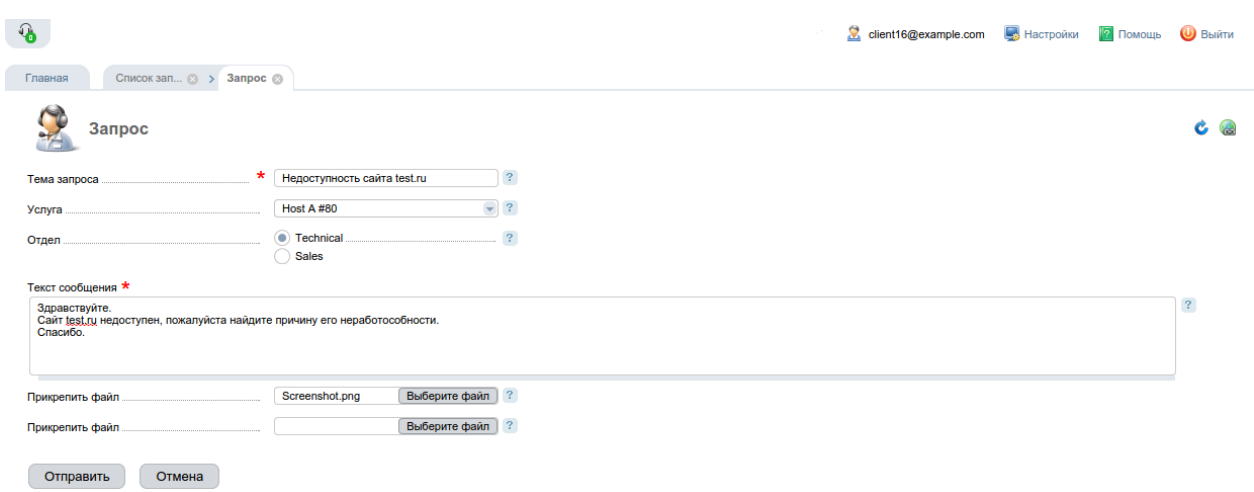 0
client16@example.com Настройки ? Помощь Выйти
Главная Список зап... > Запрос
Запрос
Тема запроса * Недоступность сайта test.ru ?
Услуга Host A #80 ?
Отдел Technical ?
Sales
Текст сообщения *
Здравствуйте. ?
Сайт test.ru недоступен, пожалуйста найдите причину его неработособности.
Спасибо.
Прикрепить файл Screenshot.png Выберите файл ?
Прикрепить файл Выберите файл ?
Отправить Отмена